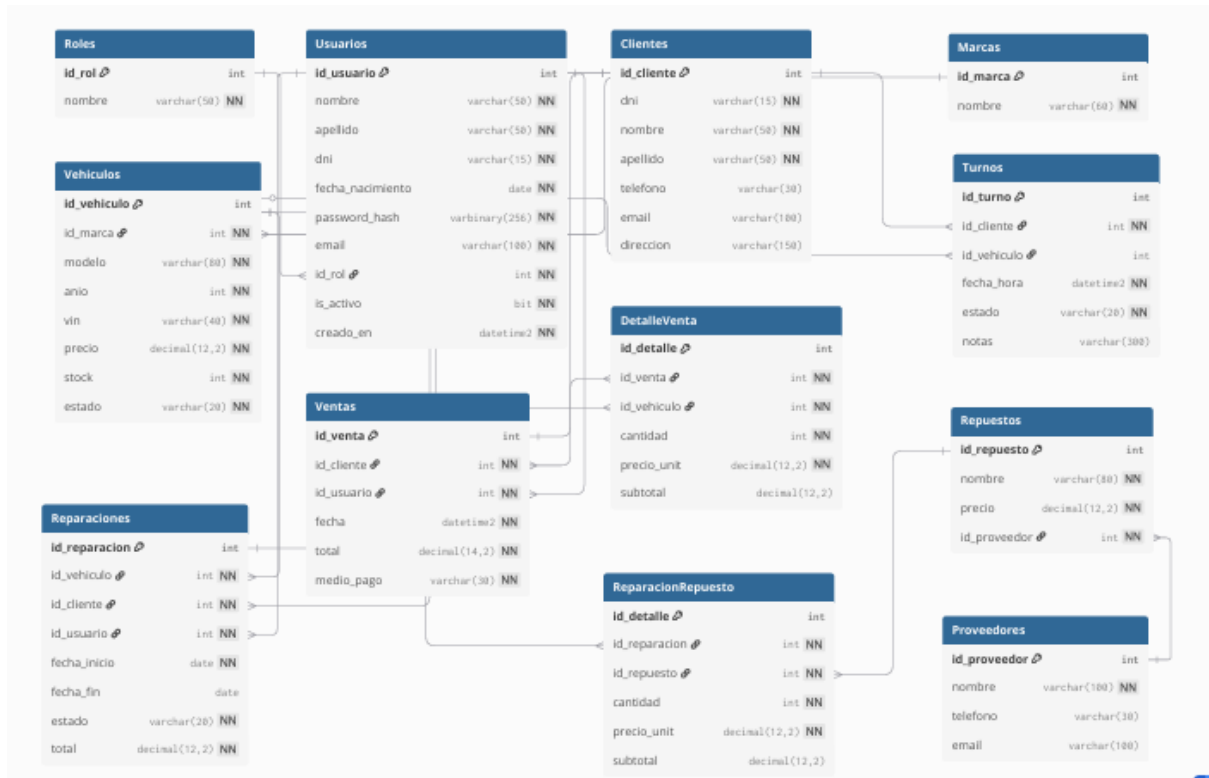 Roles
id_rol int
nombre varchar(50) NN
Usuarios
id_usuario int
nombre varchar(50) NN
apellido varchar(50) NN
dni varchar(15) NN
fecha_nacimiento date NN
password_hash varbinary(256) NN
email varchar(100) NN
id_rol int NN
is_activo bit NN
creado_en datetime2 NN
Clientes
id_cliente int
dni varchar(15) NN
nombre varchar(50) NN
apellido varchar(50) NN
telefono varchar(30)
email varchar(100)
direccion varchar(150)
Marcas
id_marca int
nombre varchar(60) NN
Vehiculos
id_vehiculo int
id_marca int NN
modelo varchar(80) NN
anio int NN
vin varchar(40) NN
precio decimal(12,2) NN
stock int NN
estado varchar(20) NN
Turnos
id_turno int
id_cliente int NN
id_vehiculo int
fecha_hora datetime2 NN
estado varchar(20) NN
notas varchar(300)
DetalleVenta
id_detalle int
id_venta int NN
id_vehiculo int NN
cantidad int NN
precio_unit decimal(12,2) NN
subtotal decimal(12,2)
Ventas
id_venta int
id_cliente int NN
id_usuario int NN
fecha datetime2 NN
total decimal(14,2) NN
medio_pago varchar(30) NN
Repuestos
id_repuesto int
nombre varchar(80) NN
precio decimal(12,2) NN
id_proveedor int NN
Reparaciones
id_reparacion int
id_vehiculo int NN
id_cliente int NN
id_usuario int NN
fecha_inicio date NN
fecha_fin date
estado varchar(20) NN
total decimal(12,2) NN
ReparacionRepuesto
id_detalle int
id_reparacion int NN
id_repuesto int NN
cantidad int NN
precio_unit decimal(12,2) NN
subtotal decimal(12,2)
Proveedores
id_proveedor int
nombre varchar(100) NN
telefono varchar(30)
email varchar(100)